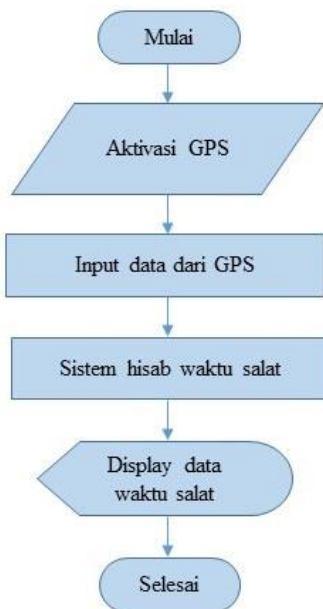 Mulai
Aktivasi GPS
Input data dari GPS
Sistem hisab waktu salat
Display data
waktu salat
Selesai